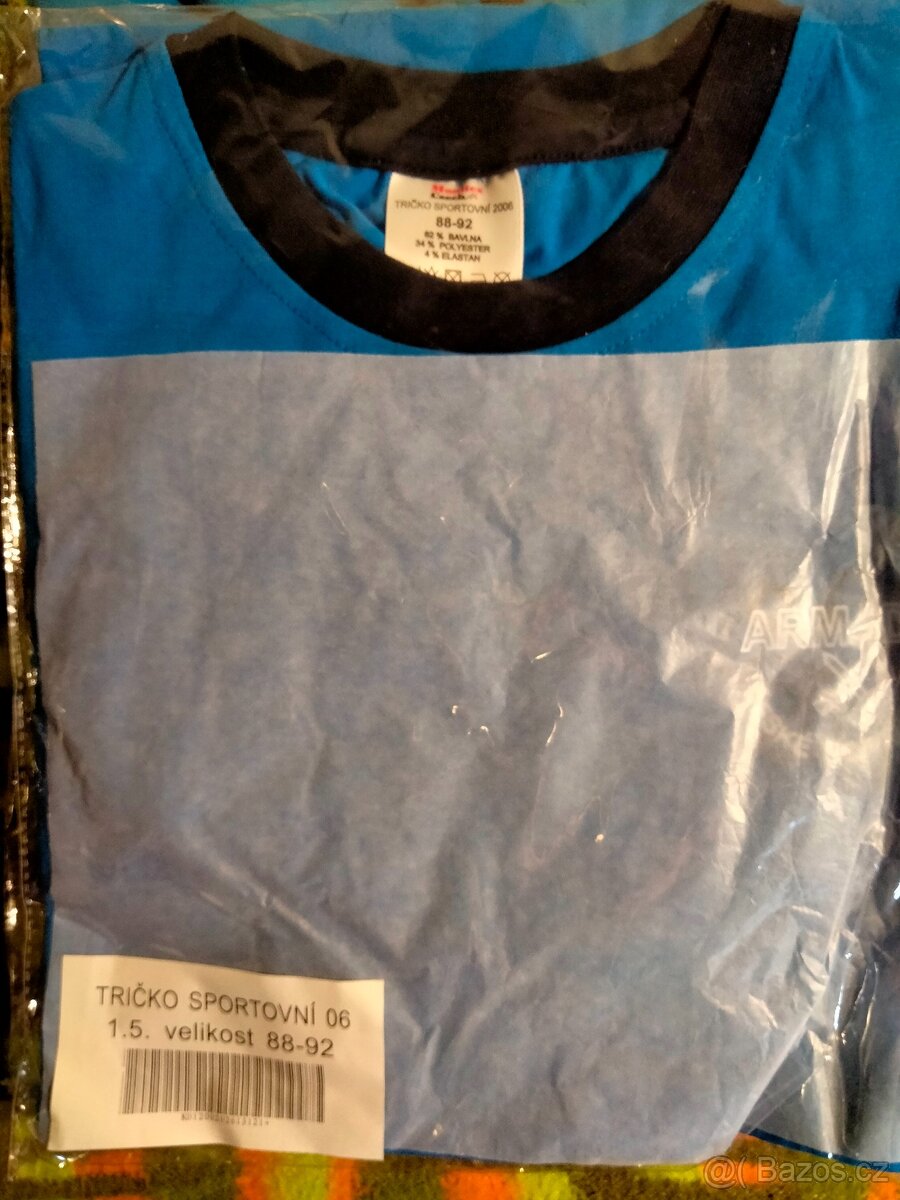 TRIČKO SPORTOVNÍ 2006
88-92
62 % BAVLNA
34 % POLYESTER
4 % ELASTAN
TRIČKO SPORTOVNÍ 06
1.5. velikost 88-92
@( Bazoš.cz